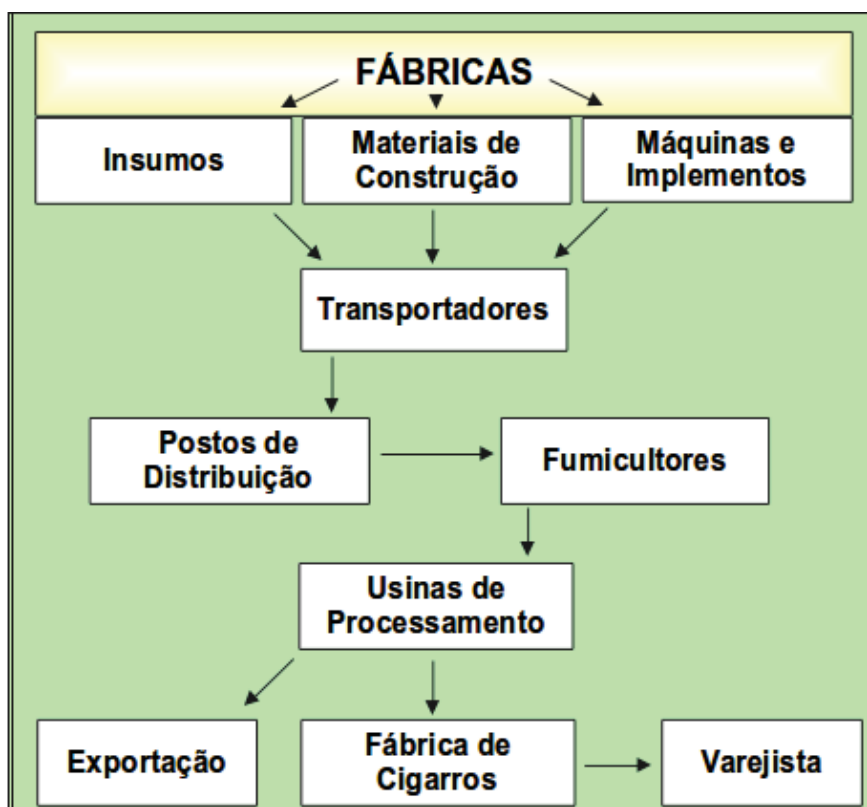 FÁBRICAS
Insumos
Materiais de
Construção
Máquinas e
Implementos
Transportadores
Postos de
Distribuição
Fumicultores
Usinas de
Processamento
Exportação
Fábrica de
Cigarros
Varejista